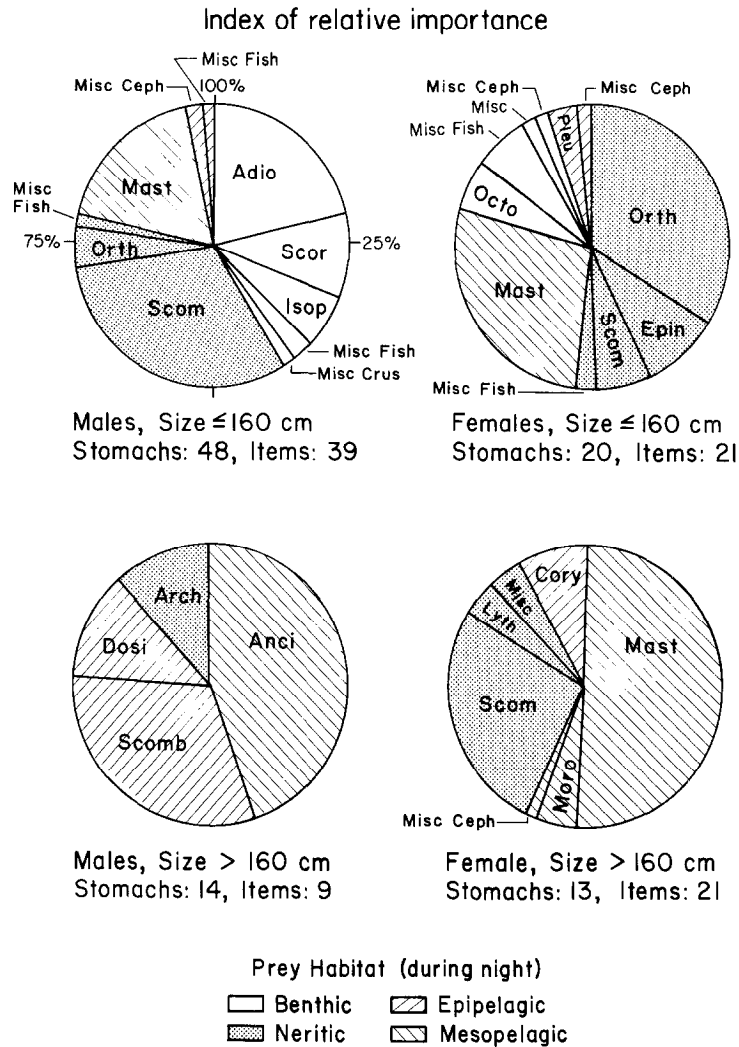 Index of relative importance
Misc Fish
Misc Ceph
100%
Adio
Scor
25%
Isop
Misc Fish
Misc Crus
Scom
Orth
75%
Misc
Fish
Mast
Males, Size ≤ 160 cm
Stomachs: 48, Items: 39
Misc Ceph
Misc
Misc Fish
Pleu
Misc Ceph
Orth
Epin
Scom
Misc Fish
Mast
Octo
Females, Size ≤ 160 cm
Stomachs: 20, Items: 21
Arch
Dosi
Anci
Scomb
Males, Size > 160 cm
Stomachs: 14, Items: 9
Cory
Misc
Lyth
Mast
Scom
Moro
Misc Ceph
Female, Size > 160 cm
Stomachs: 13, Items: 21
Prey Habitat (during night)
Benthic
Epipelagic
Neritic
Mesopelagic